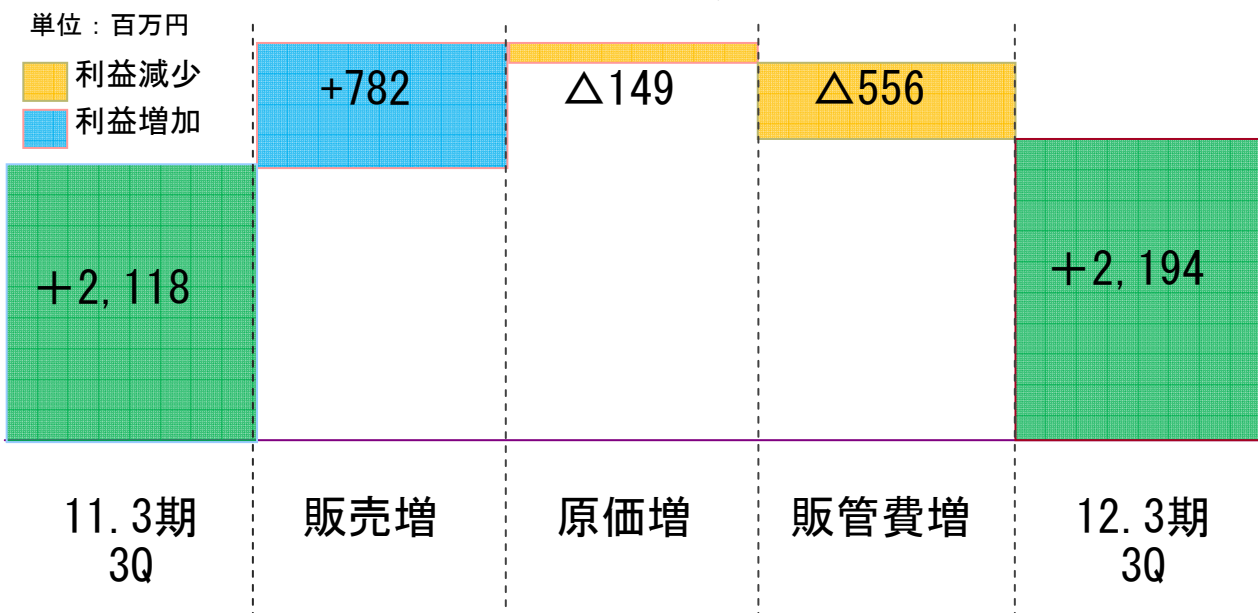 単位：百万円
利益減少
利益増加
+782
△149
△556
＋2,118
＋2,194
11.3期
3Q
販売増
原価増
販管費増
12.3期
3Q